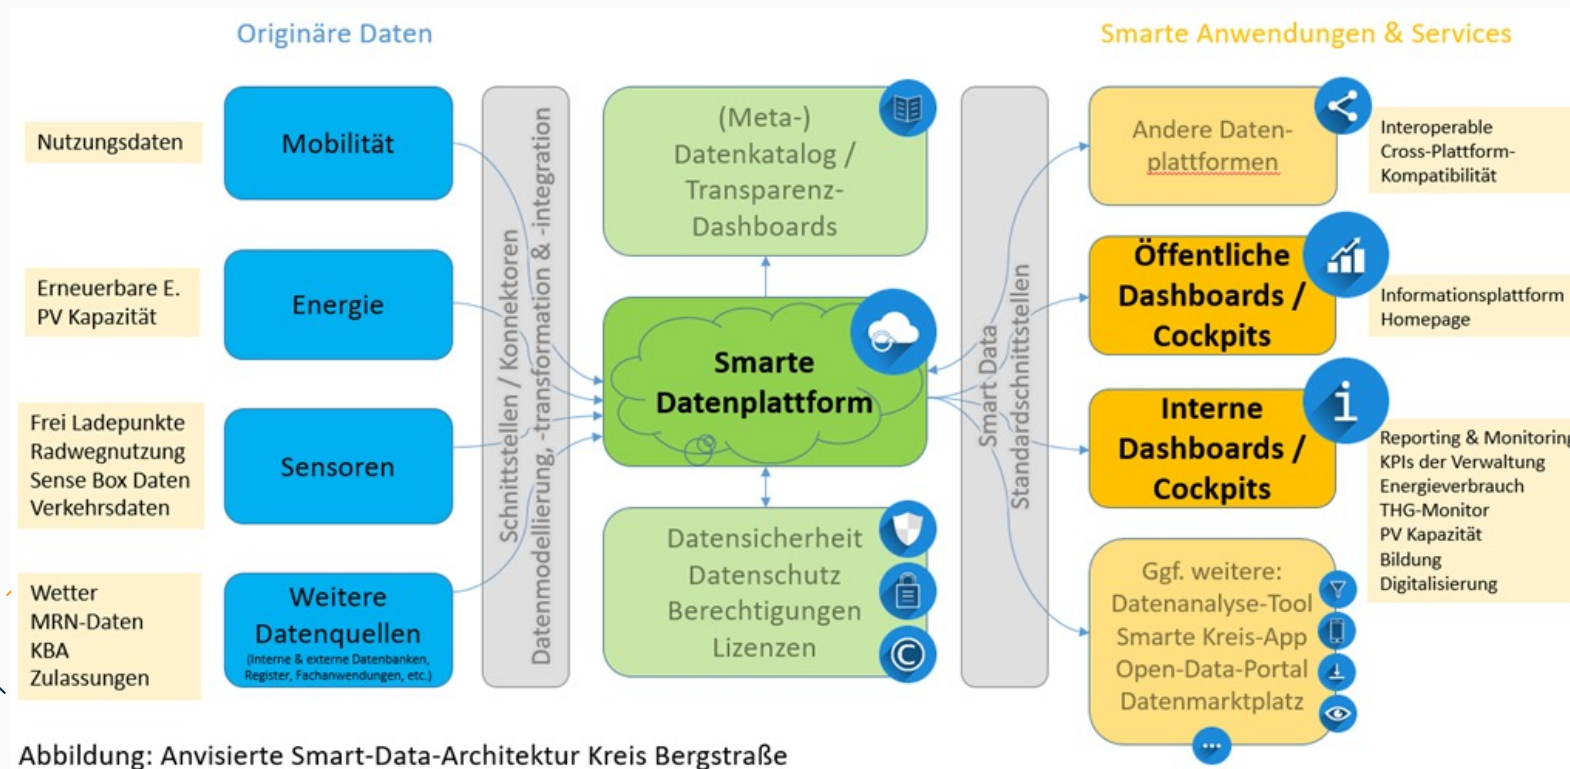 Originäre Daten
Smarte Anwendungen & Services
Nutzungsdaten
Mobilität
Erneuerbare E.
PV Kapazität
Energie
Frei Ladepunkte
Radwegnutzung
Sense Box Daten
Verkehrsdaten
Sensoren
Wetter
MRN-Daten
KBA
Zulassungen
Weitere
Datenquellen
(Interne & externe Datenbanken,
Register, Fachanwendungen, etc.)
Schnittstellen / Konnektoren
Datenmodellierung, -transformation & -integration
(Meta-)
Datenkatalog /
Transparenz-
Dashboards
Smarte
Datenplattform
Datensicherheit
Datenschutz
Berechtigungen
Lizenzen
C
Smart Data
Standardschnittstellen
Andere Daten-
plattformen
Interoperable
Cross-Plattform-
Kompatibilität
Öffentliche
Dashboards /
Cockpits
Informationsplattform
Homepage
i
Interne
Dashboards /
Cockpits
Reporting & Monitoring
KPIs der Verwaltung
Energieverbrauch
THG-Monitor
PV Kapazität
Bildung
Digitalisierung
Ggf. weitere:
Datenanalyse-Tool
Smarte Kreis-App
Open-Data-Portal
Datenmarktplatz
Abbildung: Anvisierte Smart-Data-Architektur Kreis Bergstraße